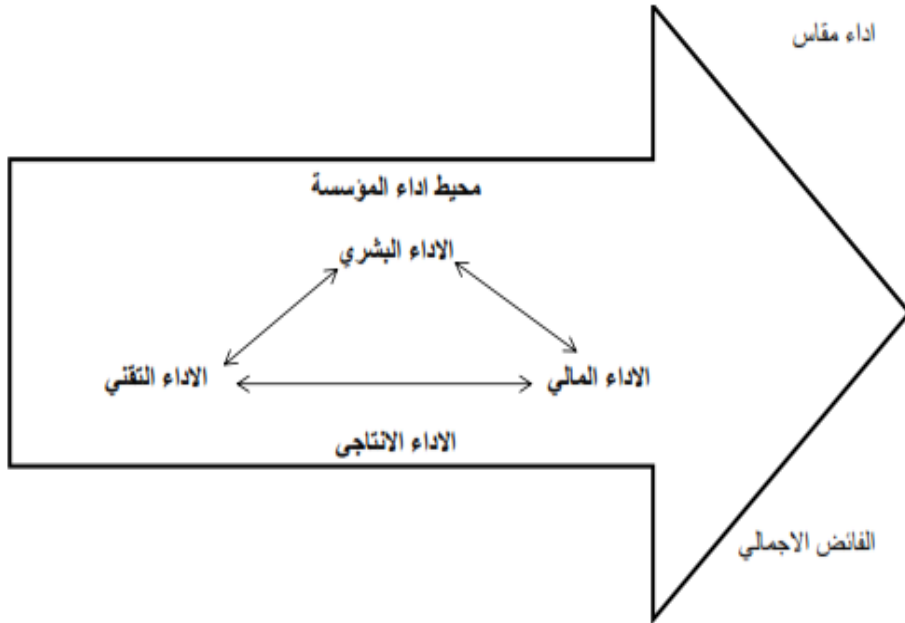 اداء مقاس
محيط اداء المؤسسة
الاداء البشري
الاداء المالي
الاداء التقني
الاداء الانتاجي
الفائض الاجمالي